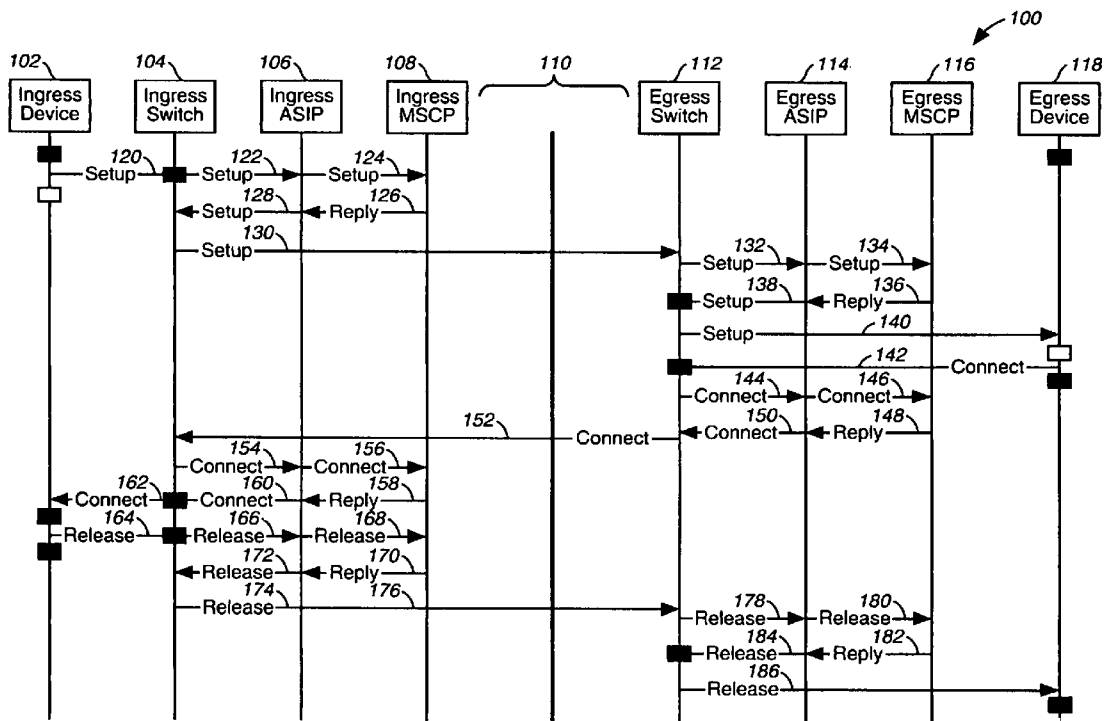 100
102
104
106
108
110
112
114
116
118
Ingress
Device
Ingress
Switch
Ingress
ASIP
Ingress
MSCP
Egress
Switch
Egress
ASIP
Egress
MSCP
Egress
Device
120
122
124
Setup
Setup
Setup
128
126
Setup
Reply
130
Setup
132
134
Setup
Setup
138
136
Setup
Reply
Setup
140
142
Connect
144
146
Connect
Connect
152
150
148
Connect
Connect
Reply
154
156
Connect
Connect
162
160
158
Connect
Connect
Reply
164
166
168
Release
Release
Release
172
170
Release
Reply
174
176
Release
178
180
Release
Release
184
182
Release
Reply
186
Release